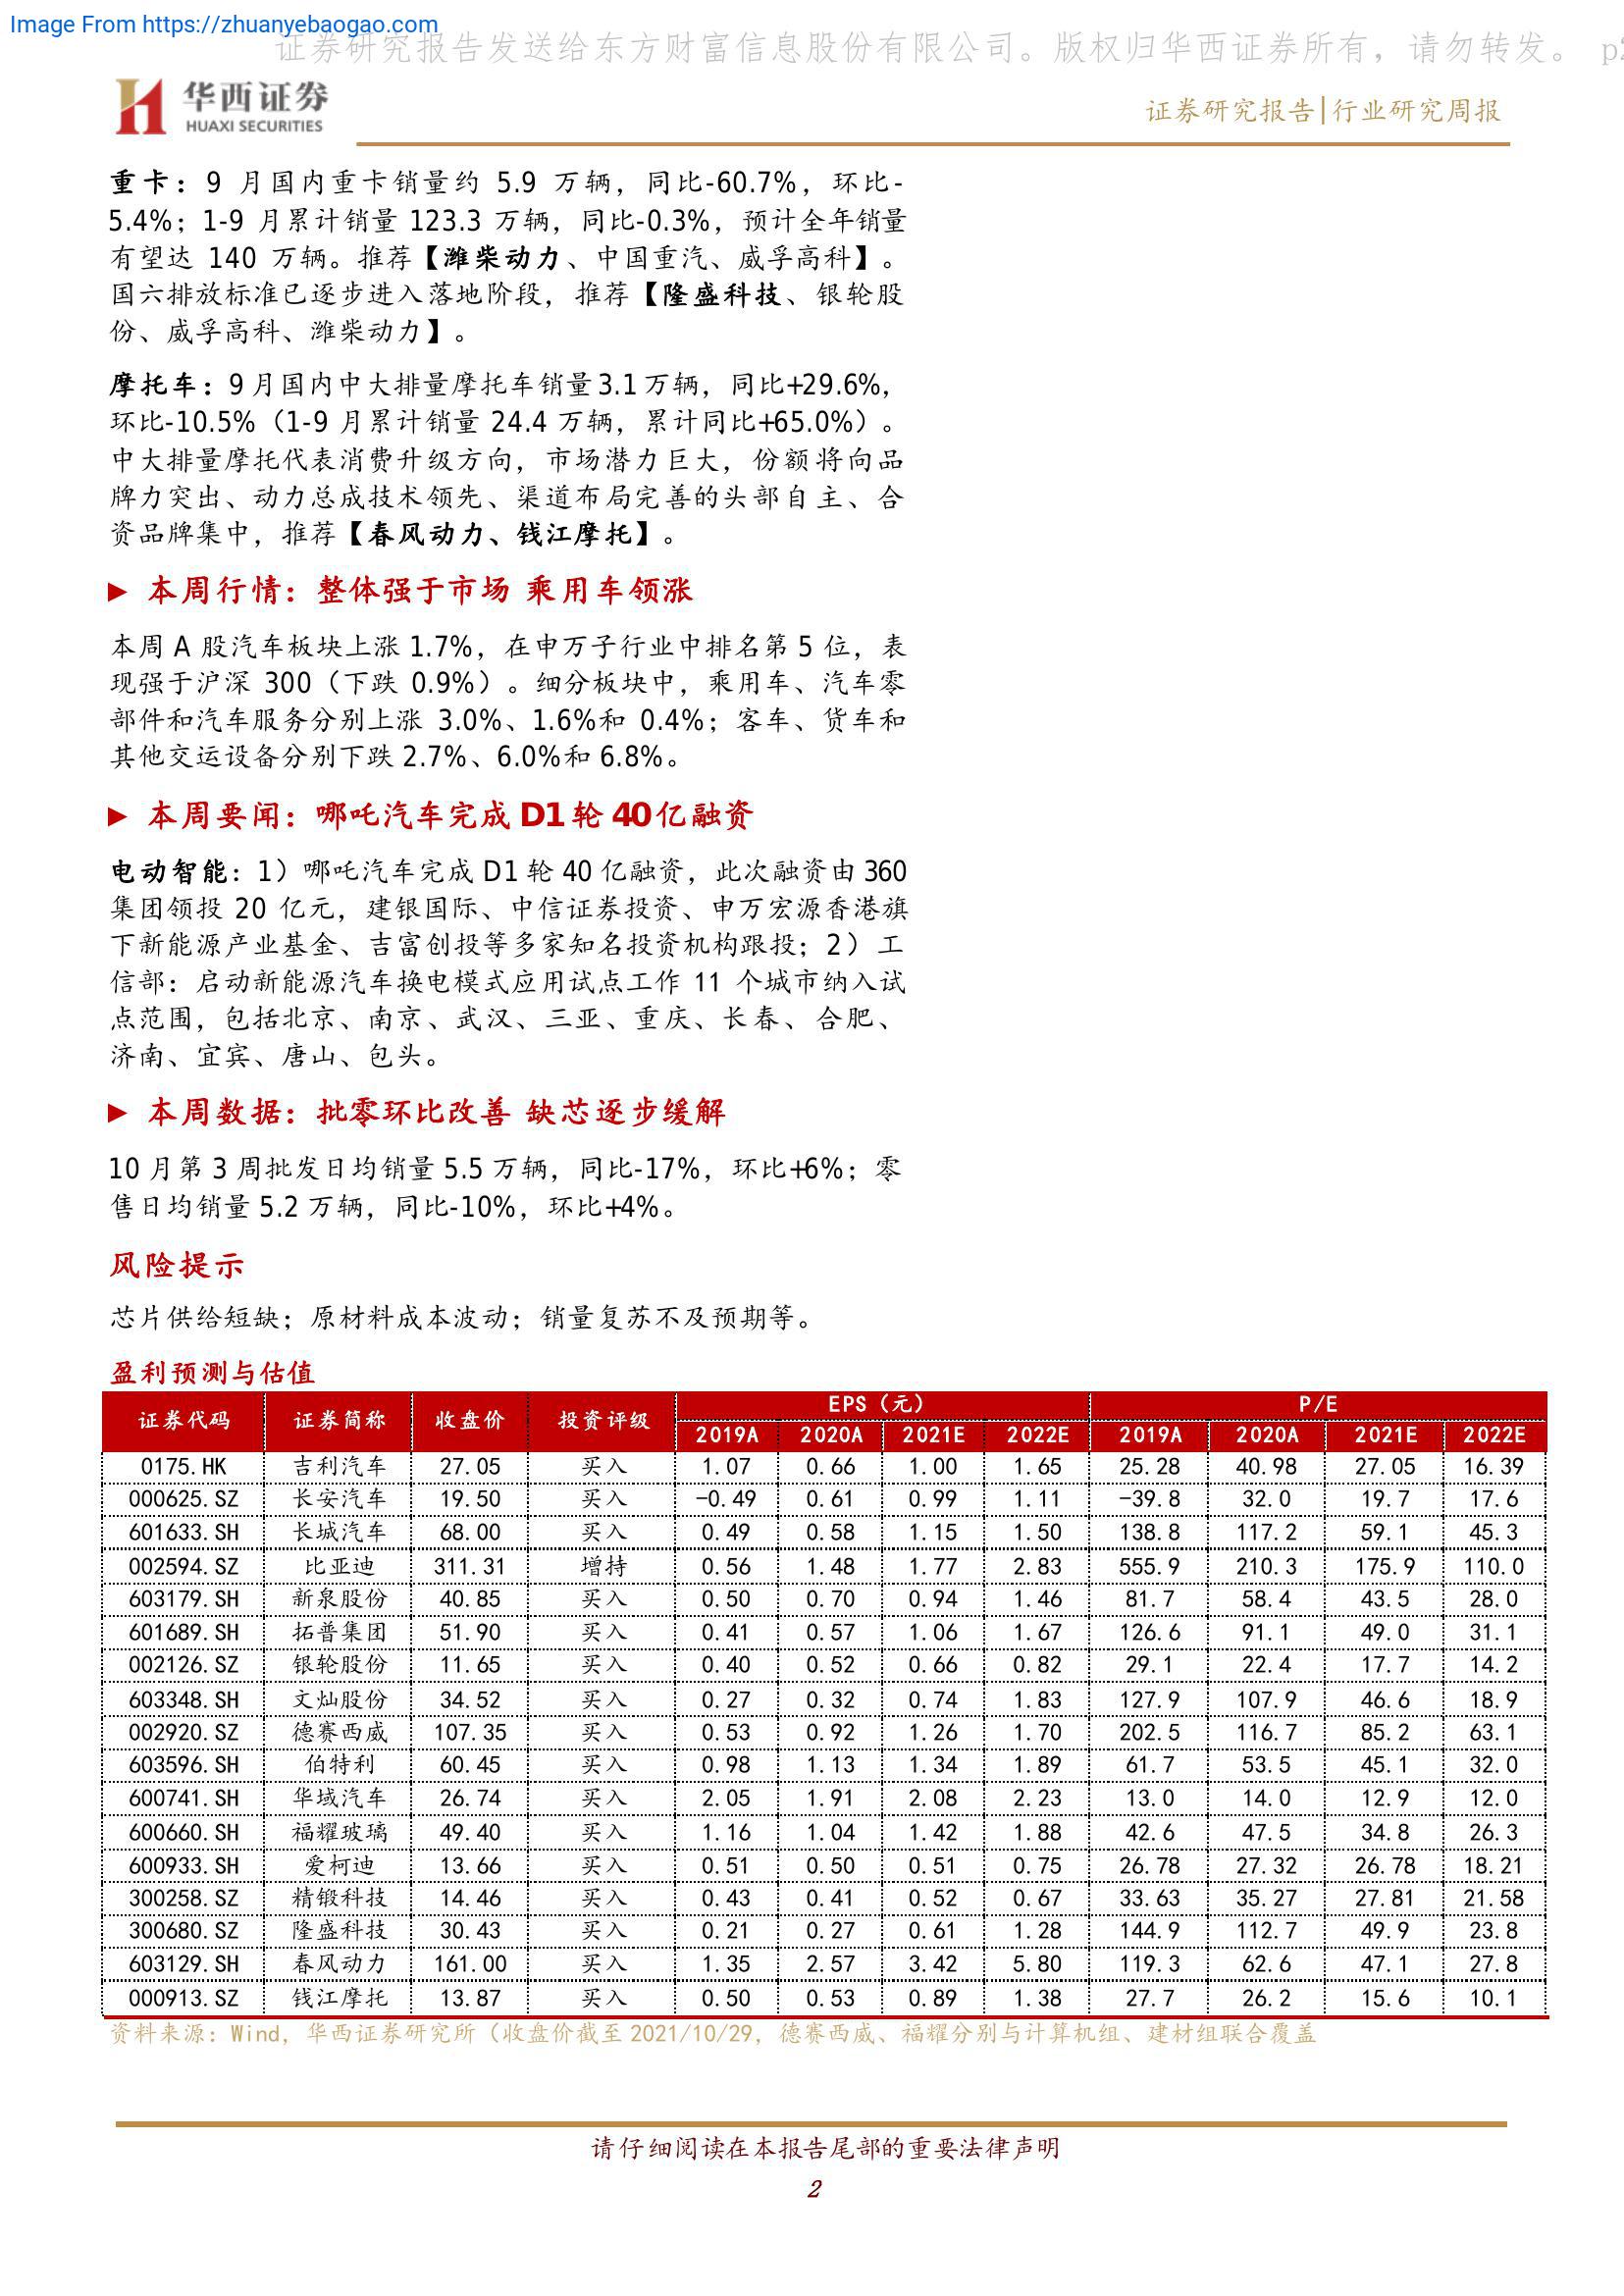 Image From https://zhuanyebaogao.com
证券研究报告发送给东方财富信息股份有限公司。版权归华西证券所有，请勿转发。 p2
华西证券
HUAXI SECURITIES
证券研究报告|行业研究周报
重卡：9 月国内重卡销量约 5.9 万辆，同比-60.7%，环比-
5.4%；1-9 月累计销量 123.3 万辆，同比-0.3%，预计全年销量
有望达 140 万辆。推荐【潍柴动力、中国重汽、威孚高科】。
国六排放标准已逐步进入落地阶段，推荐【隆盛科技、银轮股
份、威孚高科、潍柴动力】。
摩托车：9 月国内中大排量摩托车销量 3.1 万辆，同比+29.6%，
环比-10.5%（1-9 月累计销量 24.4 万辆，累计同比+65.0%）。
中大排量摩托代表消费升级方向，市场潜力巨大，份额将向品
牌力突出、动力总成技术领先、渠道布局完善的头部自主、合
资品牌集中，推荐【春风动力、钱江摩托】。
► 本周行情：整体强于市场 乘用车领涨
本周 A 股汽车板块上涨 1.7%，在申万子行业中排名第 5 位，表
现强于沪深 300（下跌 0.9%）。细分板块中，乘用车、汽车零
部件和汽车服务分别上涨 3.0%、1.6%和 0.4%；客车、货车和
其他交运设备分别下跌 2.7%、6.0%和 6.8%。
► 本周要闻：哪吒汽车完成 D1 轮 40 亿融资
电动智能：1）哪吒汽车完成 D1 轮 40 亿融资，此次融资由 360
集团领投 20 亿元，建银国际、中信证券投资、申万宏源香港旗
下新能源产业基金、吉富创投等多家知名投资机构跟投；2）工
信部：启动新能源汽车换电模式应用试点工作 11 个城市纳入试
点范围，包括北京、南京、武汉、三亚、重庆、长春、合肥、
济南、宜宾、唐山、包头。
► 本周数据：批零环比改善 缺芯逐步缓解
10 月第 3 周批发日均销量 5.5 万辆，同比-17%，环比+6%；零
售日均销量 5.2 万辆，同比-10%，环比+4%。
风险提示
芯片供给短缺；原材料成本波动；销量复苏不及预期等。
盈利预测与估值
证券代码 证券简称 收盘价 投资评级 EPS（元） P/E
2019A 2020A 2021E 2022E 2019A 2020A 2021E 2022E
0175.HK 吉利汽车 27.05 买入 1.07 0.66 1.00 1.65 25.28 40.98 27.05 16.39
000625.SZ 长安汽车 19.50 买入 -0.49 0.61 0.99 1.11 -39.8 32.0 19.7 17.6
601633.SH 长城汽车 68.00 买入 0.49 0.58 1.15 1.50 138.8 117.2 59.1 45.3
002594.SZ 比亚迪 311.31 增持 0.56 1.48 1.77 2.83 555.9 210.3 175.9 110.0
603179.SH 新泉股份 40.85 买入 0.50 0.70 0.94 1.46 81.7 58.4 43.5 28.0
601689.SH 拓普集团 51.90 买入 0.41 0.57 1.06 1.67 126.6 91.1 49.0 31.1
002126.SZ 银轮股份 11.65 买入 0.40 0.52 0.66 0.82 29.1 22.4 17.7 14.2
603348.SH 文灿股份 34.52 买入 0.27 0.32 0.74 1.83 127.9 107.9 46.6 18.9
002920.SZ 德赛西威 107.35 买入 0.53 0.92 1.26 1.70 202.5 116.7 85.2 63.1
603596.SH 伯特利 60.45 买入 0.98 1.13 1.34 1.89 61.7 53.5 45.1 32.0
600741.SH 华域汽车 26.74 买入 2.05 1.91 2.08 2.23 13.0 14.0 12.9 12.0
600660.SH 福耀玻璃 49.40 买入 1.16 1.04 1.42 1.88 42.6 47.5 34.8 26.3
600933.SH 爱柯迪 13.66 买入 0.51 0.50 0.51 0.75 26.78 27.32 26.78 18.21
300258.SZ 精锻科技 14.46 买入 0.43 0.41 0.52 0.67 33.63 35.27 27.81 21.58
300680.SZ 隆盛科技 30.43 买入 0.21 0.27 0.61 1.28 144.9 112.7 49.9 23.8
603129.SH 春风动力 161.00 买入 1.35 2.57 3.42 5.80 119.3 62.6 47.1 27.8
000913.SZ 钱江摩托 13.87 买入 0.50 0.53 0.89 1.38 27.7 26.2 15.6 10.1
资料来源：Wind，华西证券研究所（收盘价截至 2021/10/29，德赛西威、福耀分别与计算机组、建材组联合覆盖
请仔细阅读在本报告尾部的重要法律声明
2